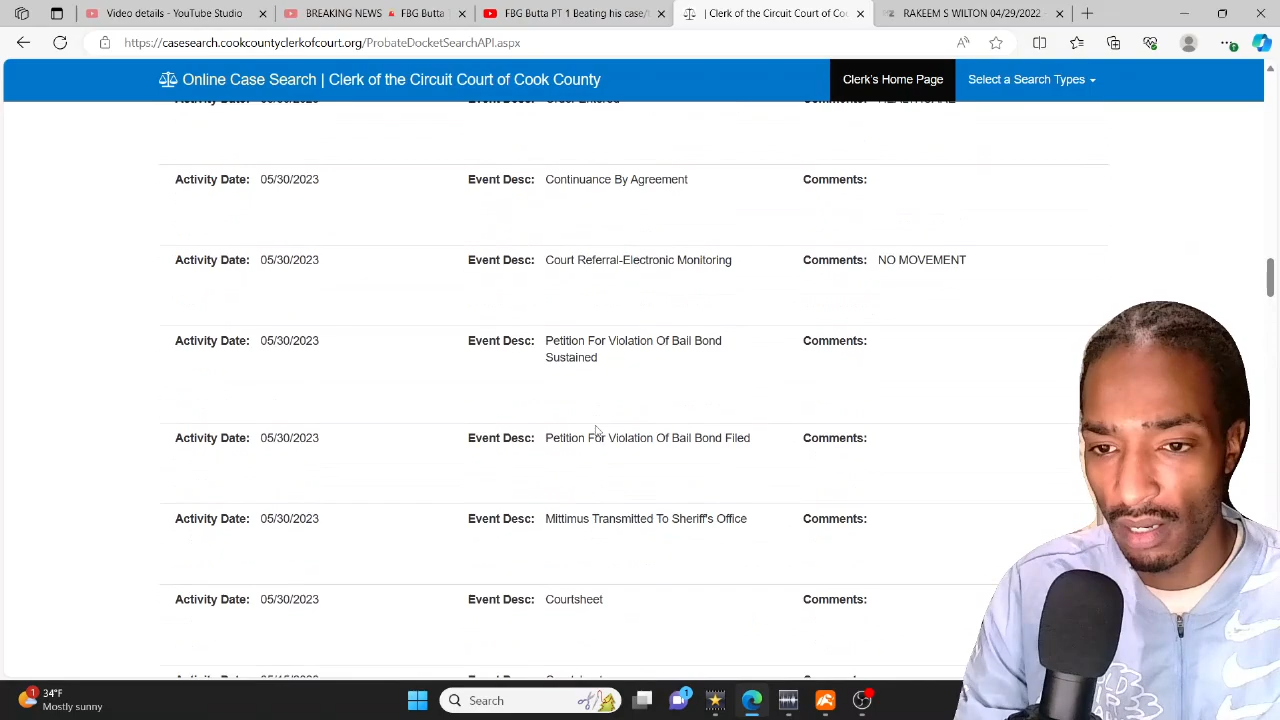 Video details - YouTube Studio
BREAKING NEWS FBG Butta
FBG Butta PT 1 Beating his case/
| Clerk of the Circuit Court of Co
RAKEEM S WILTON 04/29/2022 -
https://casesearch.cookcountyclerkofcourt.org/ProbateDocketSearchAPI.aspx
Online Case Search | Clerk of the Circuit Court of Cook County
Clerk's Home Page
Select a Search Types
Activity Date: 05/30/2023 Event Desc: Continuance By Agreement Comments:
Activity Date: 05/30/2023 Event Desc: Court Referral-Electronic Monitoring Comments: NO MOVEMENT
Activity Date: 05/30/2023 Event Desc: Petition For Violation Of Bail Bond Comments:
Sustained
Activity Date: 05/30/2023 Event Desc: Petition For Violation Of Bail Bond Filed Comments:
Activity Date: 05/30/2023 Event Desc: Mittimus Transmitted To Sheriff's Office Comments:
Activity Date: 05/30/2023 Event Desc: Courtsheet Comments:
1
34°F
Mostly sunny
Search
1